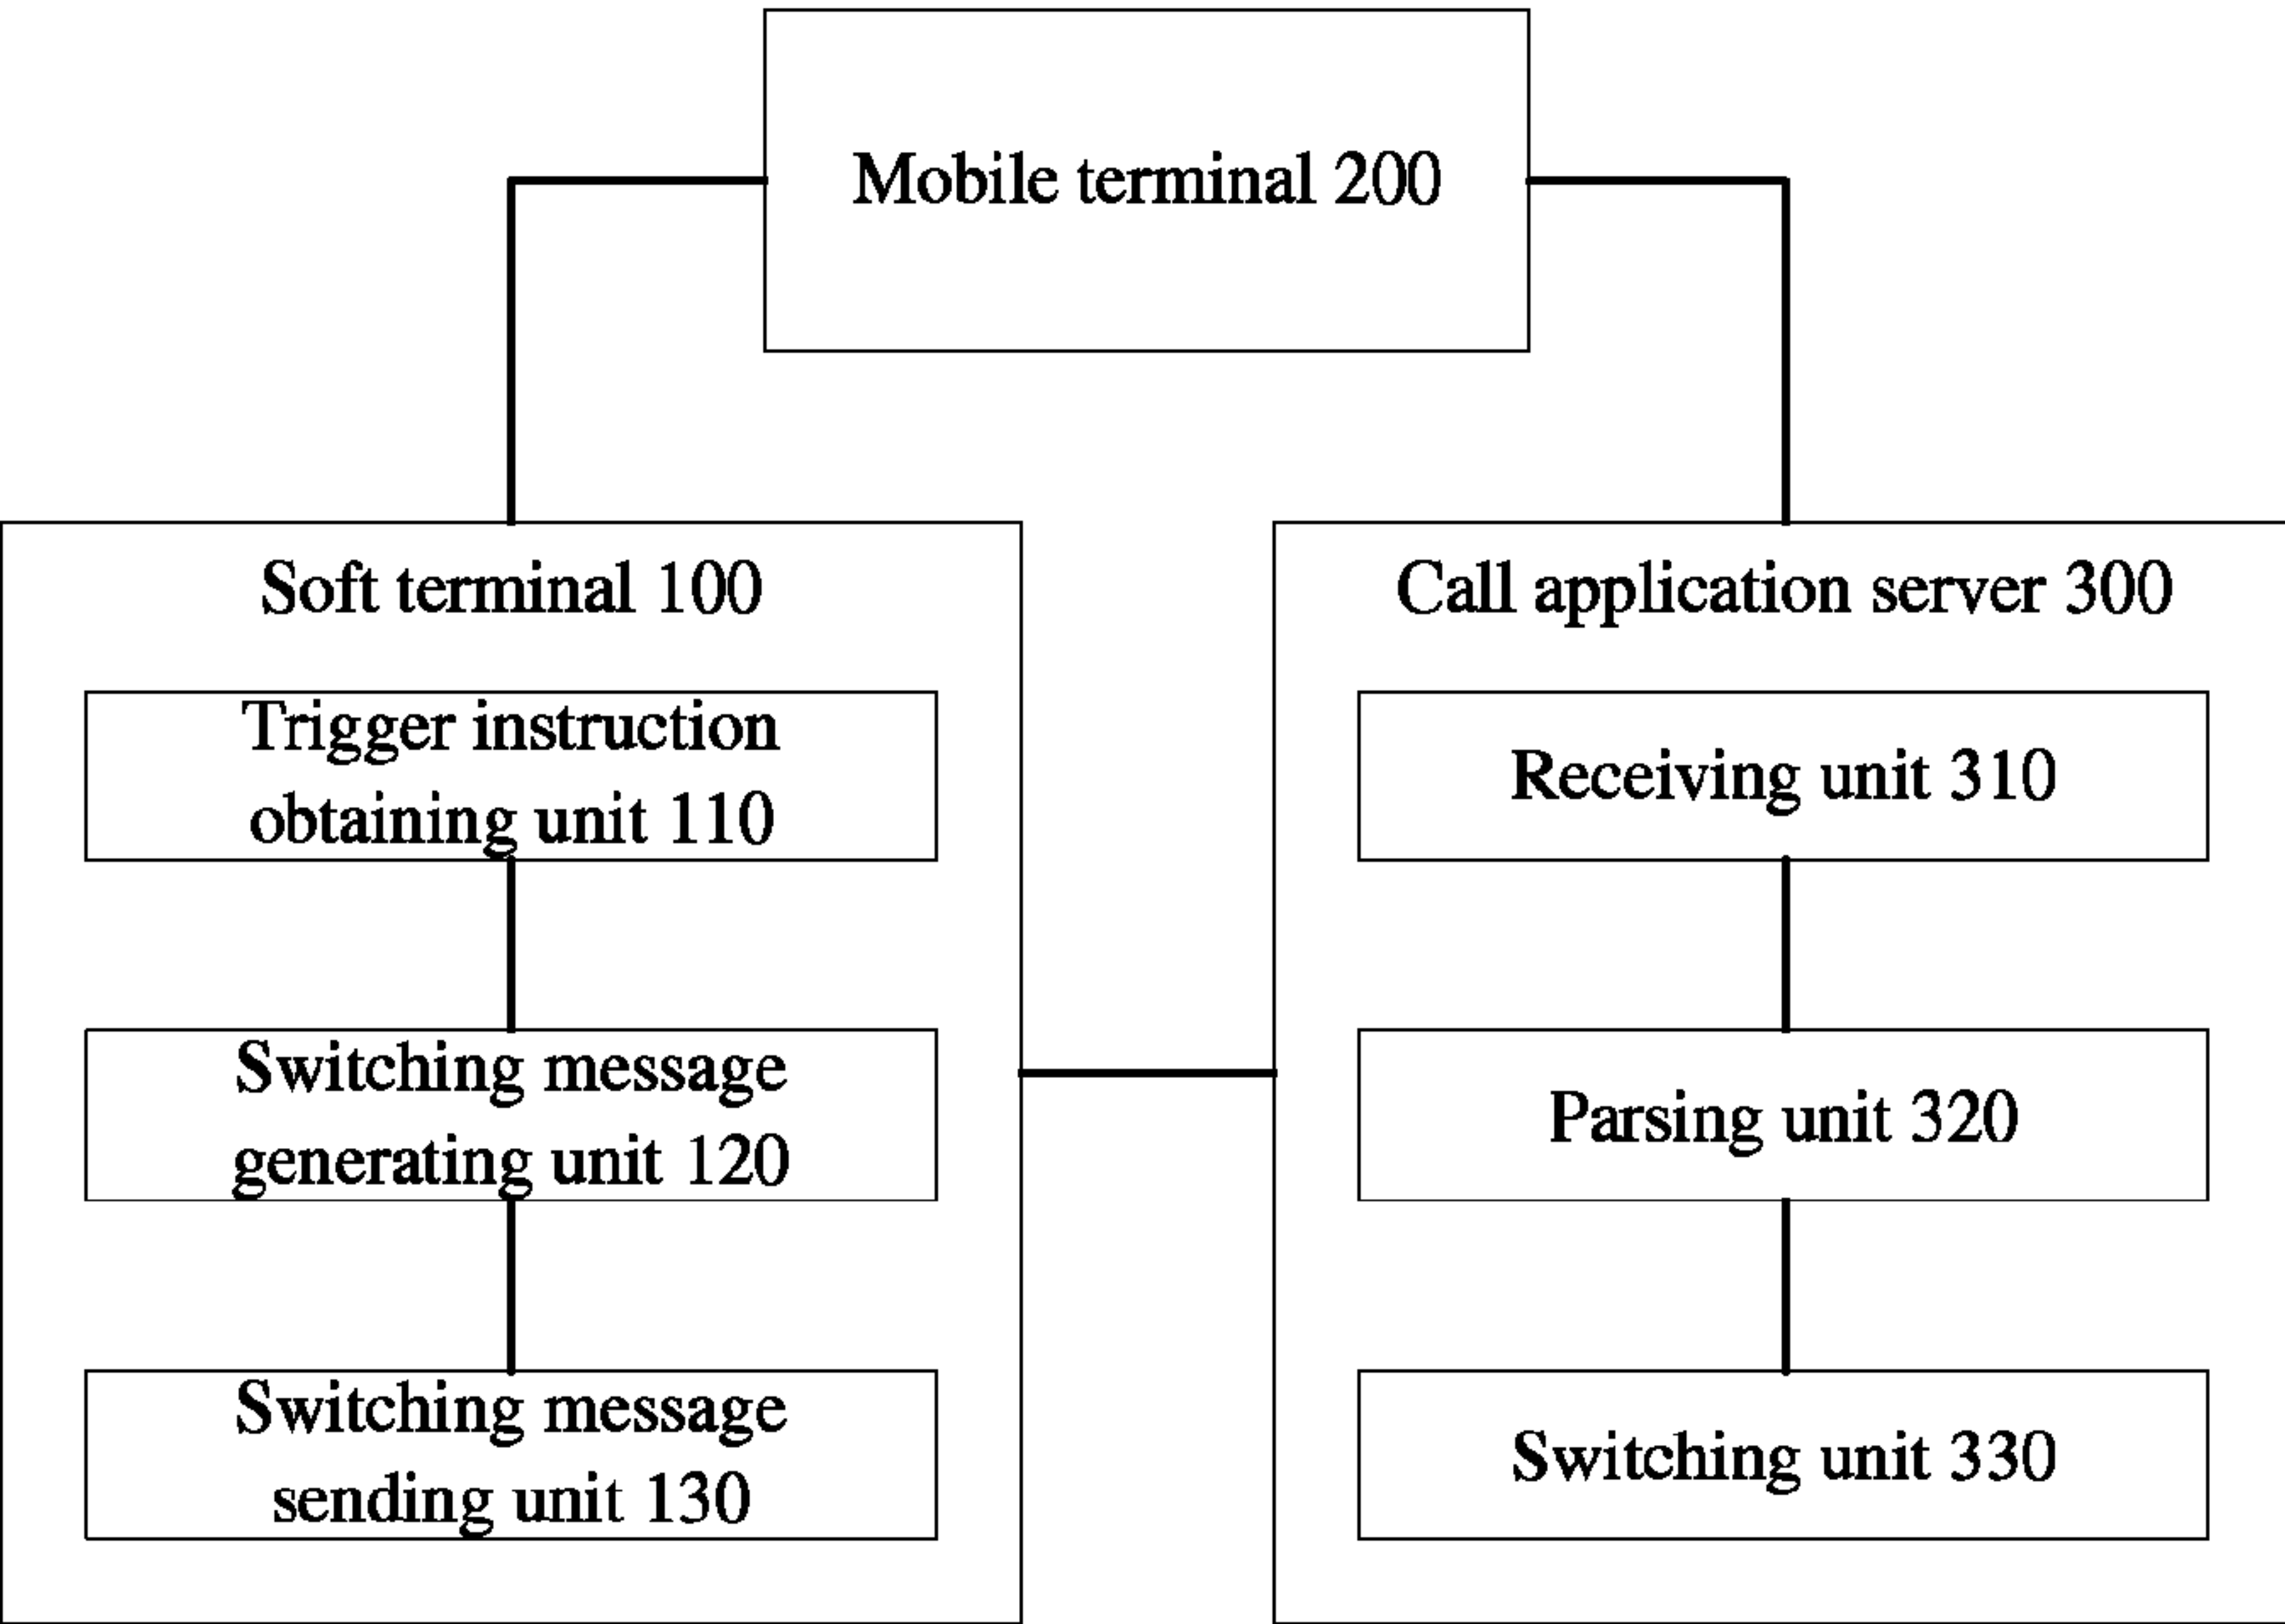 Mobile terminal 200
Soft terminal 100
Trigger instruction
obtaining unit 110
Switching message
generating unit 120
Switching message
sending unit 130
Call application server 300
Receiving unit 310
Parsing unit 320
Switching unit 330